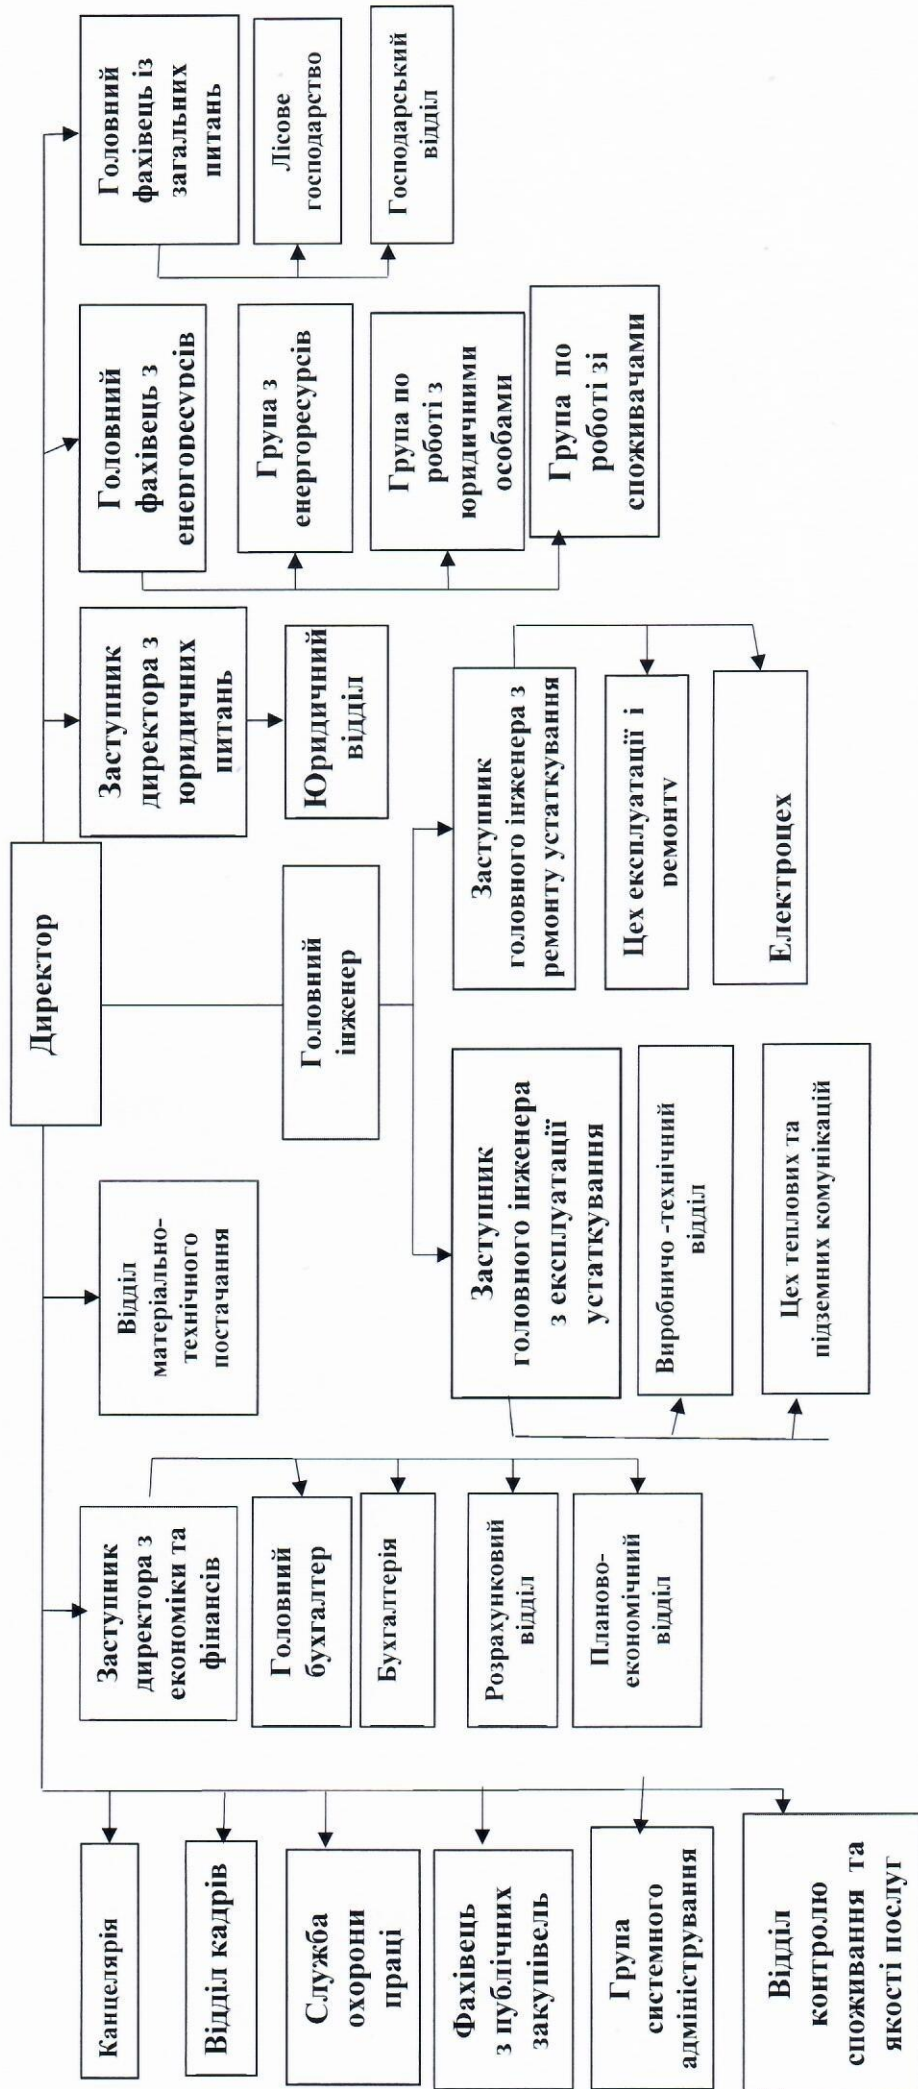 Директор
Канцелярія
Відділ кадрів
Служба
охорони
праці
Фахівець
з публічних
закупівель
Група
системного
адміністрування
Відділ
контролю
споживання та
якості послуг
Заступник
директора з
економіки та
фінансів
Головний
бухгалтер
Бухгалтерія
Розрахунковий
відділ
Планово-
економічний
відділ
Відділ
матеріально-
технічного
постачання
Головний
інженер
Заступник
головного інженера
з експлуатації
устаткування
Виробничо -технічний
відділ
Цех теплових та
підземних комунікацій
Заступник
головного інженера з
ремонту устаткування
Цех експлуатації і
ремонту
Електроцех
Заступник
директора з
юридичних
питань
Юридичний
відділ
Головний
фахівець з
енергоресурсів
Група з
енергоресурсів
Група по
роботі з
юридичними
особами
Група по
роботі зі
споживачами
Головний
фахівець із
загальних
питань
Лісове
господарство
Господарський
відділ